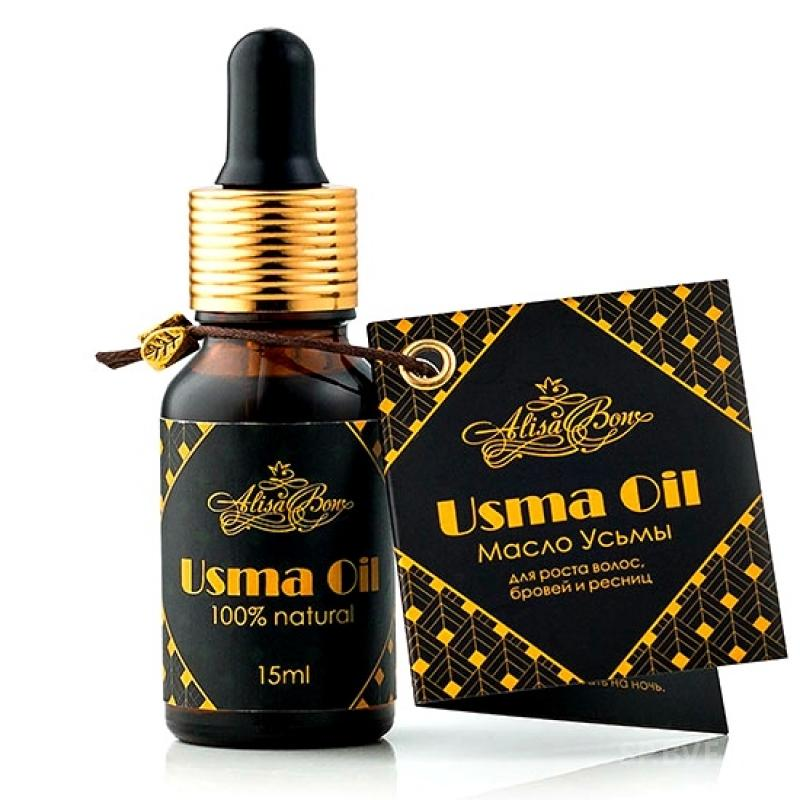 Alisa Bow
Usma Oil
100% natural
15ml
Alisa Bow
Usma Oil
Масло Усьмы
для роста волос,
бровей и ресниц
на ночь.